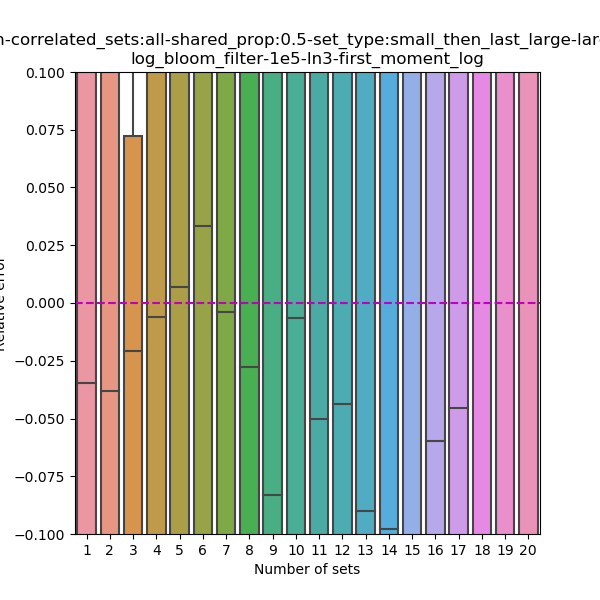 n-correlated_sets:all-shared_prop:0.5-set_type:small_then_last_large-lar
log_bloom_filter-1e5-ln3-first_moment_log
0.100
0.075
0.050
0.025
0.000
−0.025
−0.050
−0.075
−0.100
Relative error
1 2 3 4 5 6 7 8 9 10 11 12 13 14 15 16 17 18 19 20
Number of sets